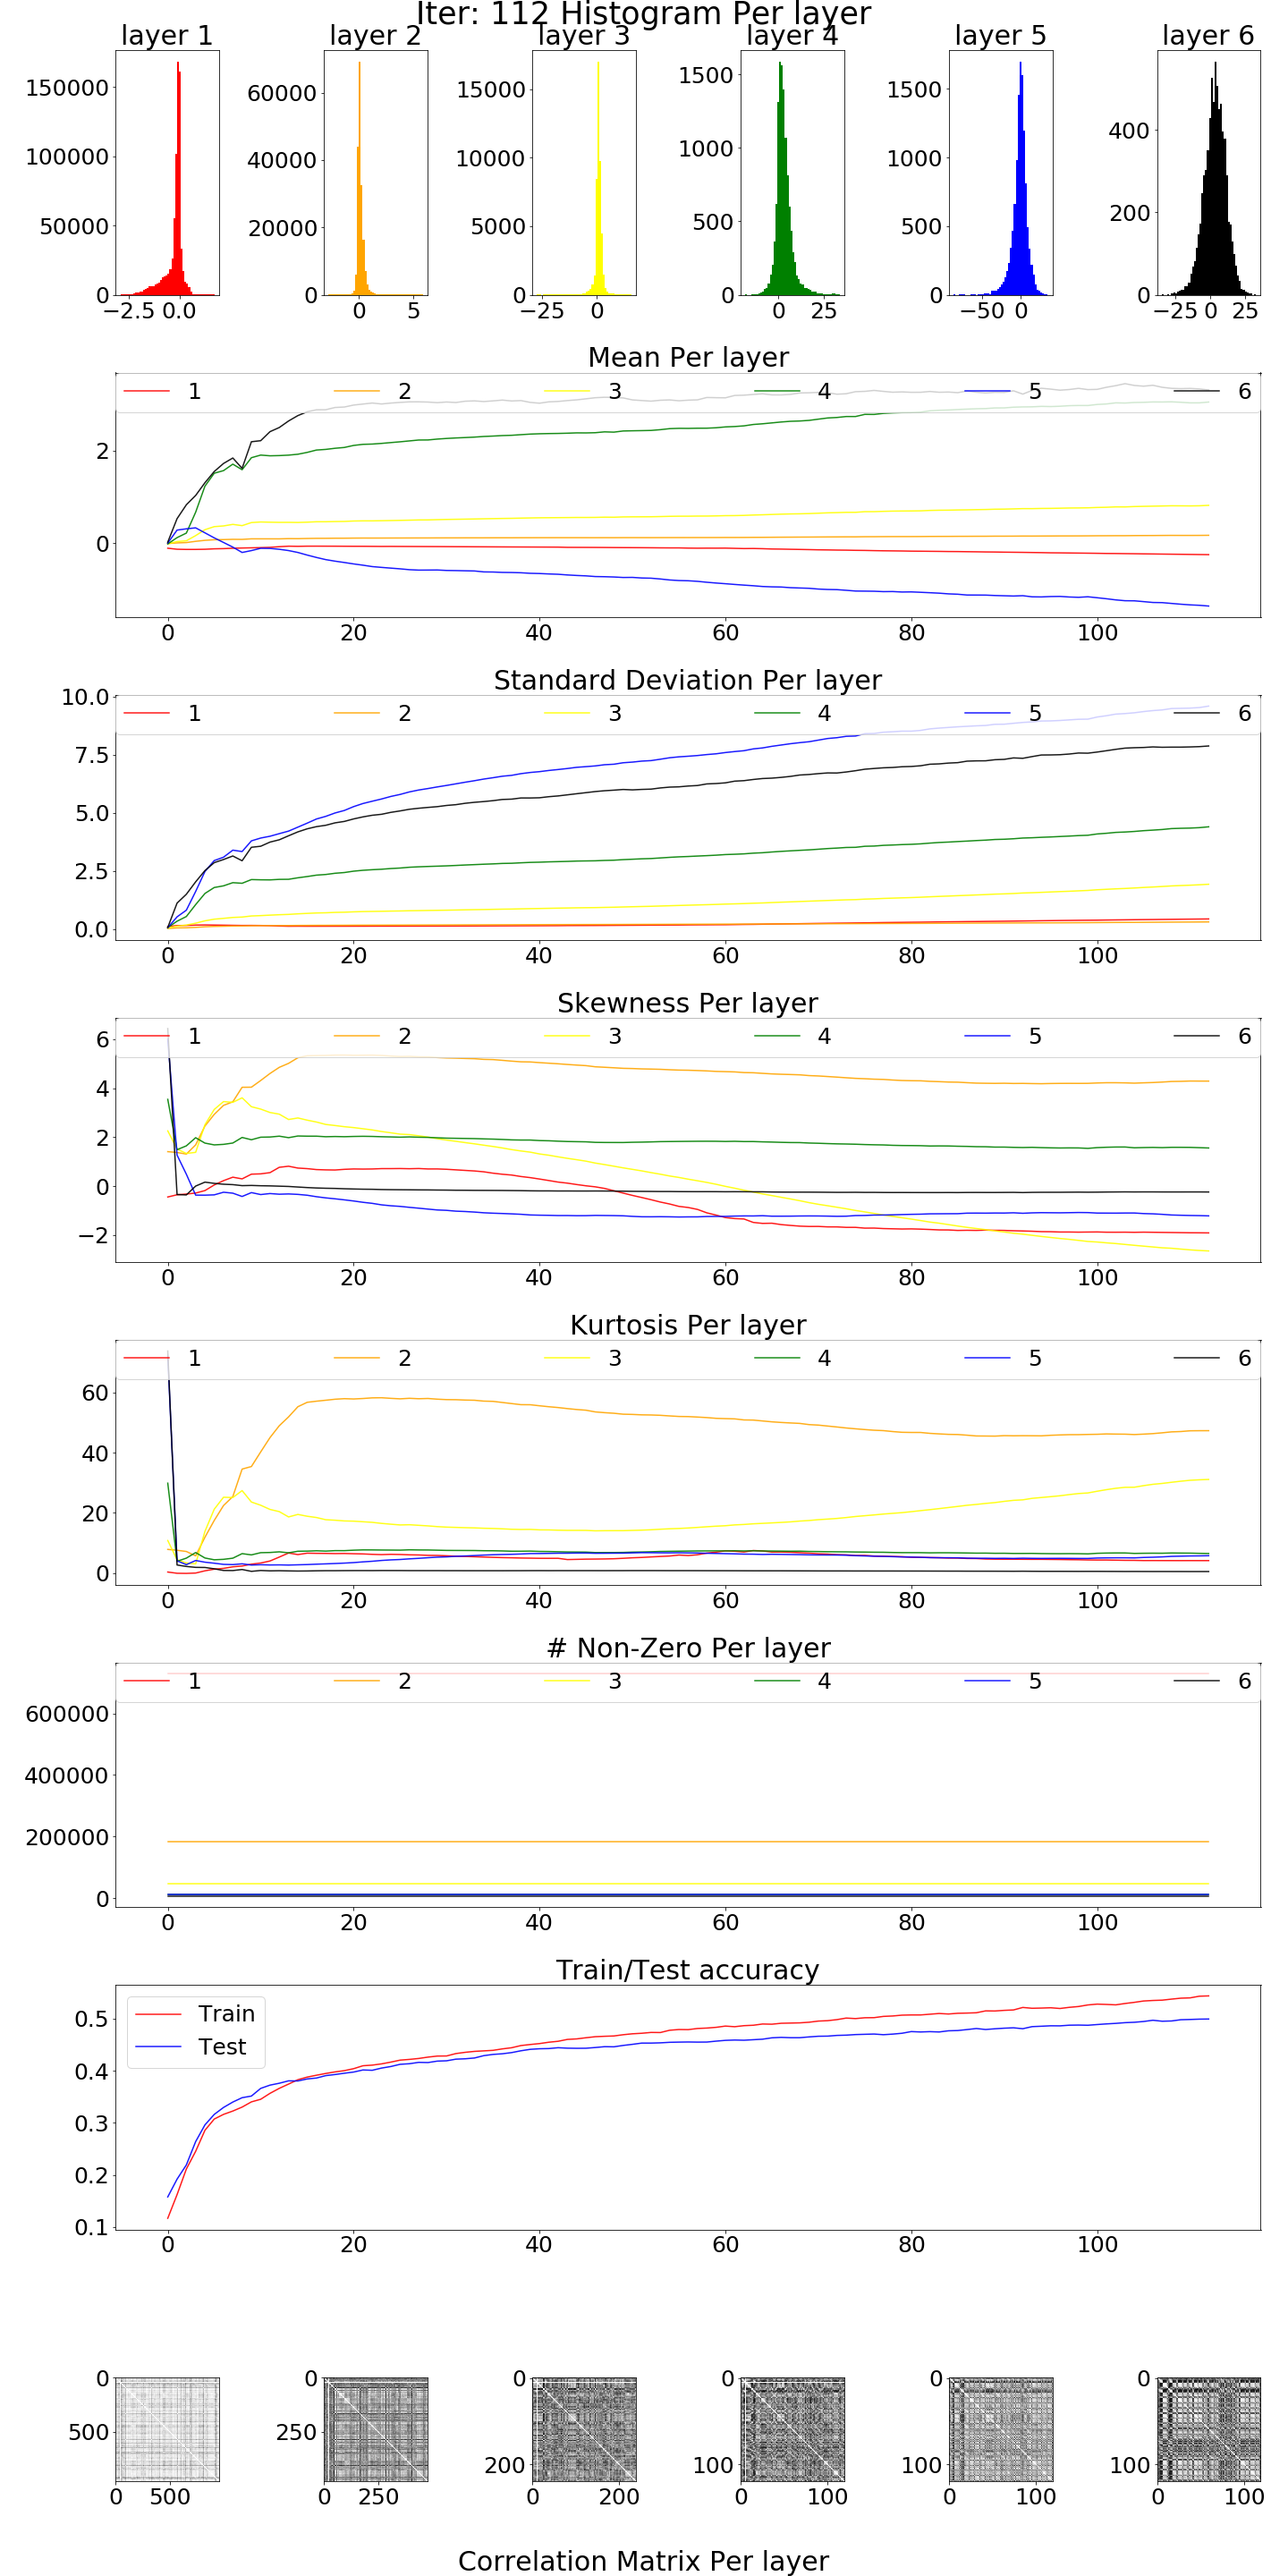 Iter: 112 Histogram Per layer
layer 1 layer 2 layer 3 layer 4 layer 5 layer 6
150000 100000 50000 0 −2.5 0.0
60000 40000 20000 0 0 5
15000 10000 5000 0 −25 0
1500 1000 500 0 0 25
1500 1000 500 0 −50 0
400 200 0 −25 0 25
Mean Per layer
1 2 3 4 5 6
2
0
0 20 40 60 80 100
Standard Deviation Per layer
10.0
1 2 3 4 5 6
7.5
5.0
2.5
0.0
0 20 40 60 80 100
Skewness Per layer
6 1 2 3 4 5 6
4
2
0
−2
0 20 40 60 80 100
Kurtosis Per layer
1 2 3 4 5 6
60
40
20
0
0 20 40 60 80 100
# Non-Zero Per layer
1 2 3 4 5 6
600000
400000
200000
0
0 20 40 60 80 100
Train/Test accuracy
0.5 Train
Test
0.4
0.3
0.2
0.1
0 20 40 60 80 100
0 0 0 0 0 0
500 250 200 100 100 100
0 500 0 250 0 200 0 100 0 100 0 100
Correlation Matrix Per layer